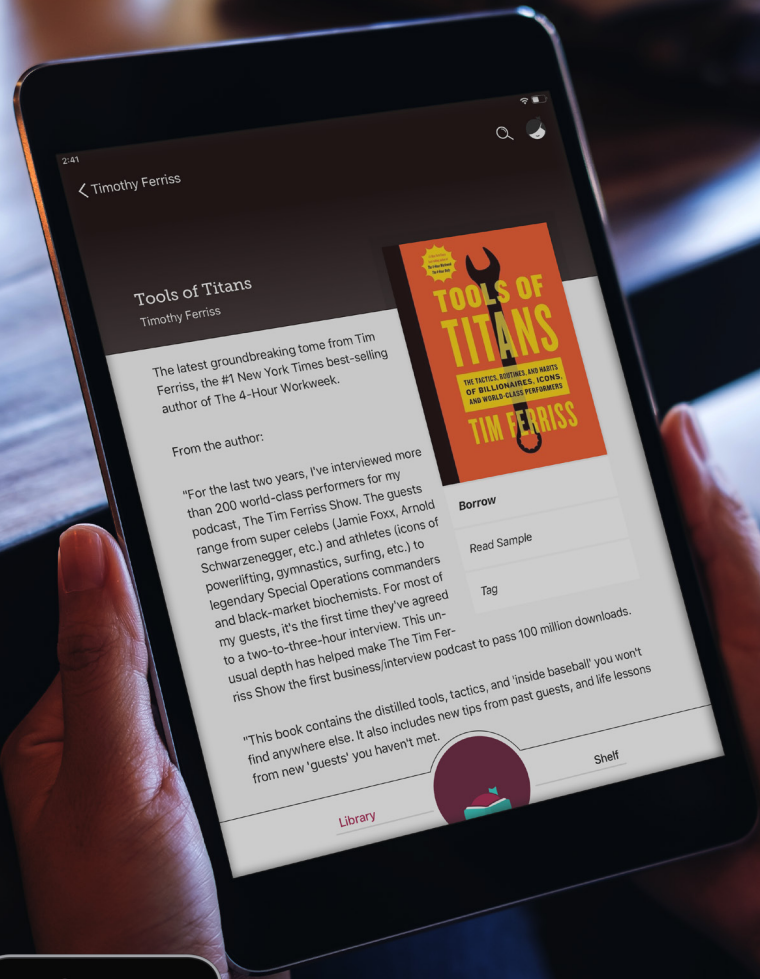 2:41
Timothy Ferriss
Tools of Titans
Timothy Ferriss
TOOLS OF
TITANS
THE TACTICS, ROUTINES, AND HABITS
OF BILLIONAIRES, ICONS,
AND WORLD-CLASS PERFORMERS
TIM FERRISS
The latest groundbreaking tome from Tim
Ferriss, the #1 New York Times best-selling
author of The 4-Hour Workweek.
From the author:
"For the last two years, I've interviewed more
than 200 world-class performers for my
podcast, The Tim Ferriss Show. The guests
range from super celebs (Jamie Foxx, Arnold
Schwarzenegger, etc.) and athletes (icons of
powerlifting, gymnastics, surfing, etc.) to
legendary Special Operations commanders
and black-market biochemists. For most of
my guests, it's the first time they've agreed
to a two-to-three-hour interview. This un-
usual depth has helped make The Tim Fer-
riss Show the first business/interview podcast to pass 100 million downloads.
Borrow
Read Sample
Tag
"This book contains the distilled tools, tactics, and 'inside baseball' you won't
find anywhere else. It also includes new tips from past guests, and life lessons
from new 'guests' you haven't met.
Library
Shelf